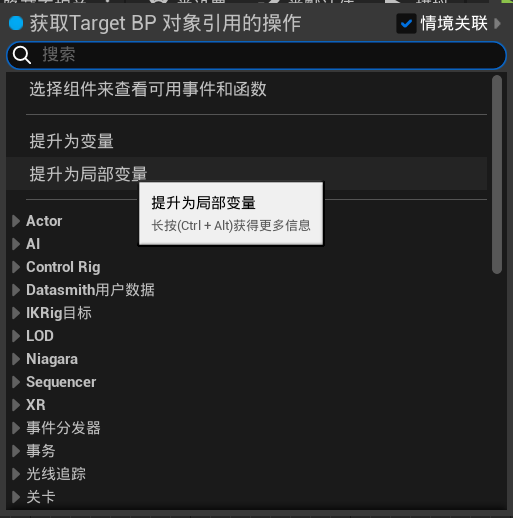 获取Target BP 对象引用的操作
情境关联
搜索
选择组件来查看可用事件和函数
提升为变量
提升为局部变量
提升为局部变量
长按(Ctrl + Alt)获得更多信息
Actor
AI
Control Rig
Datasmith用户数据
IKRig目标
LOD
Niagara
Sequencer
XR
事件分发器
事务
光线追踪
关卡